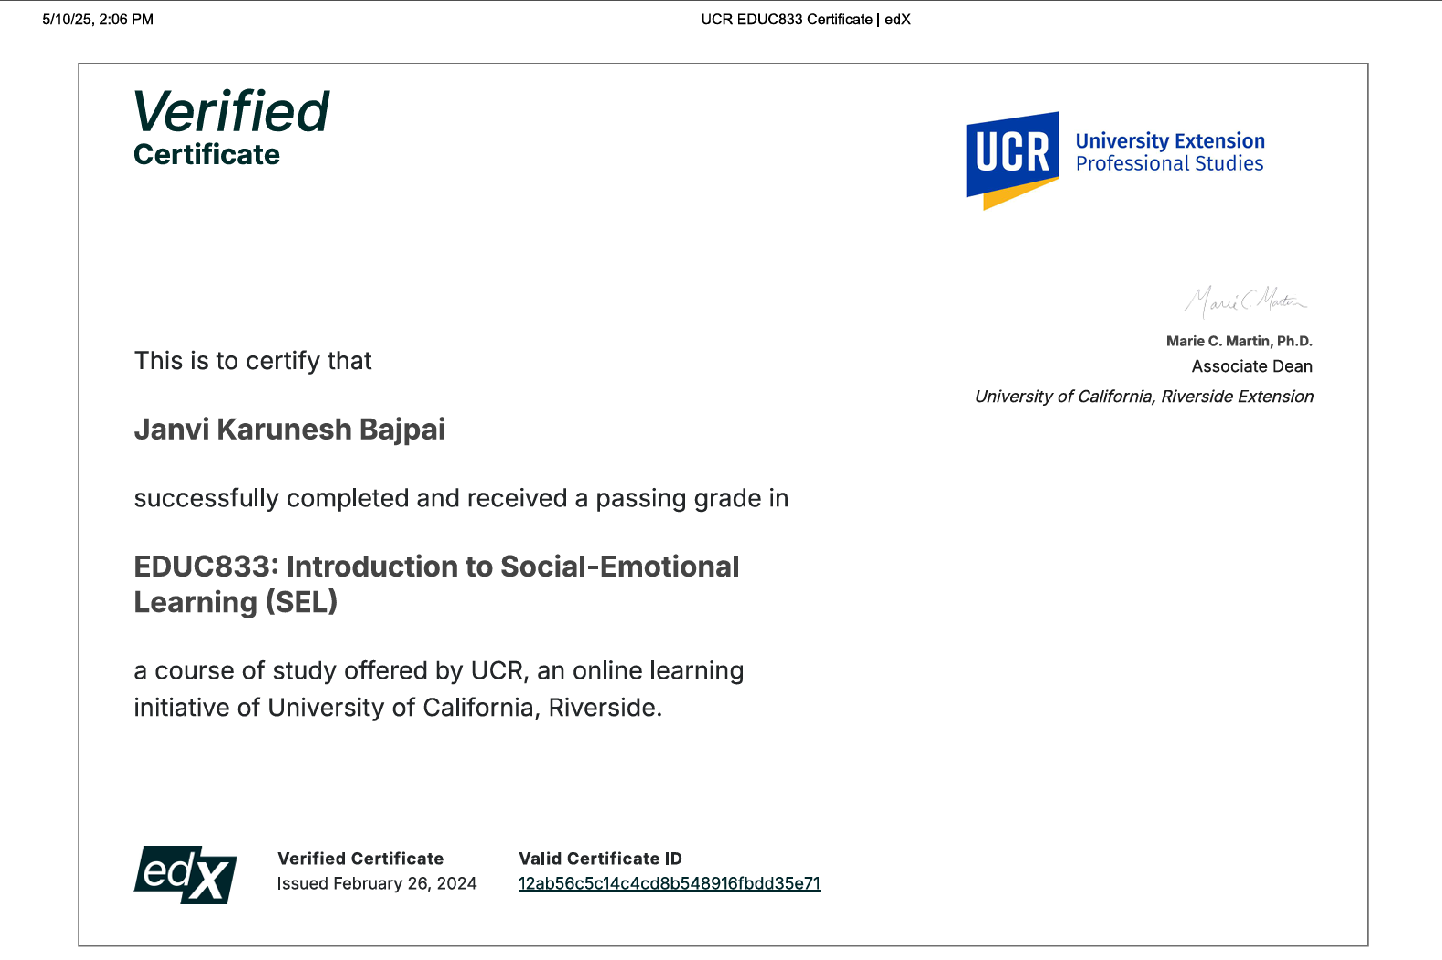 5/10/25, 2:06 PM
UCR EDUC833 Certificate | edX
Verified
Certificate
UCR
University Extension
Professional Studies
Marie C. Martin
Marie C. Martin, Ph.D.
Associate Dean
University of California, Riverside Extension
This is to certify that
Janvi Karunesh Bajpai
successfully completed and received a passing grade in
EDUC833: Introduction to Social-Emotional
Learning (SEL)
a course of study offered by UCR, an online learning
initiative of University of California, Riverside.
edX
Verified Certificate
Issued February 26, 2024
Valid Certificate ID
12ab56c5c14c4cd8b548916fbdd35e71